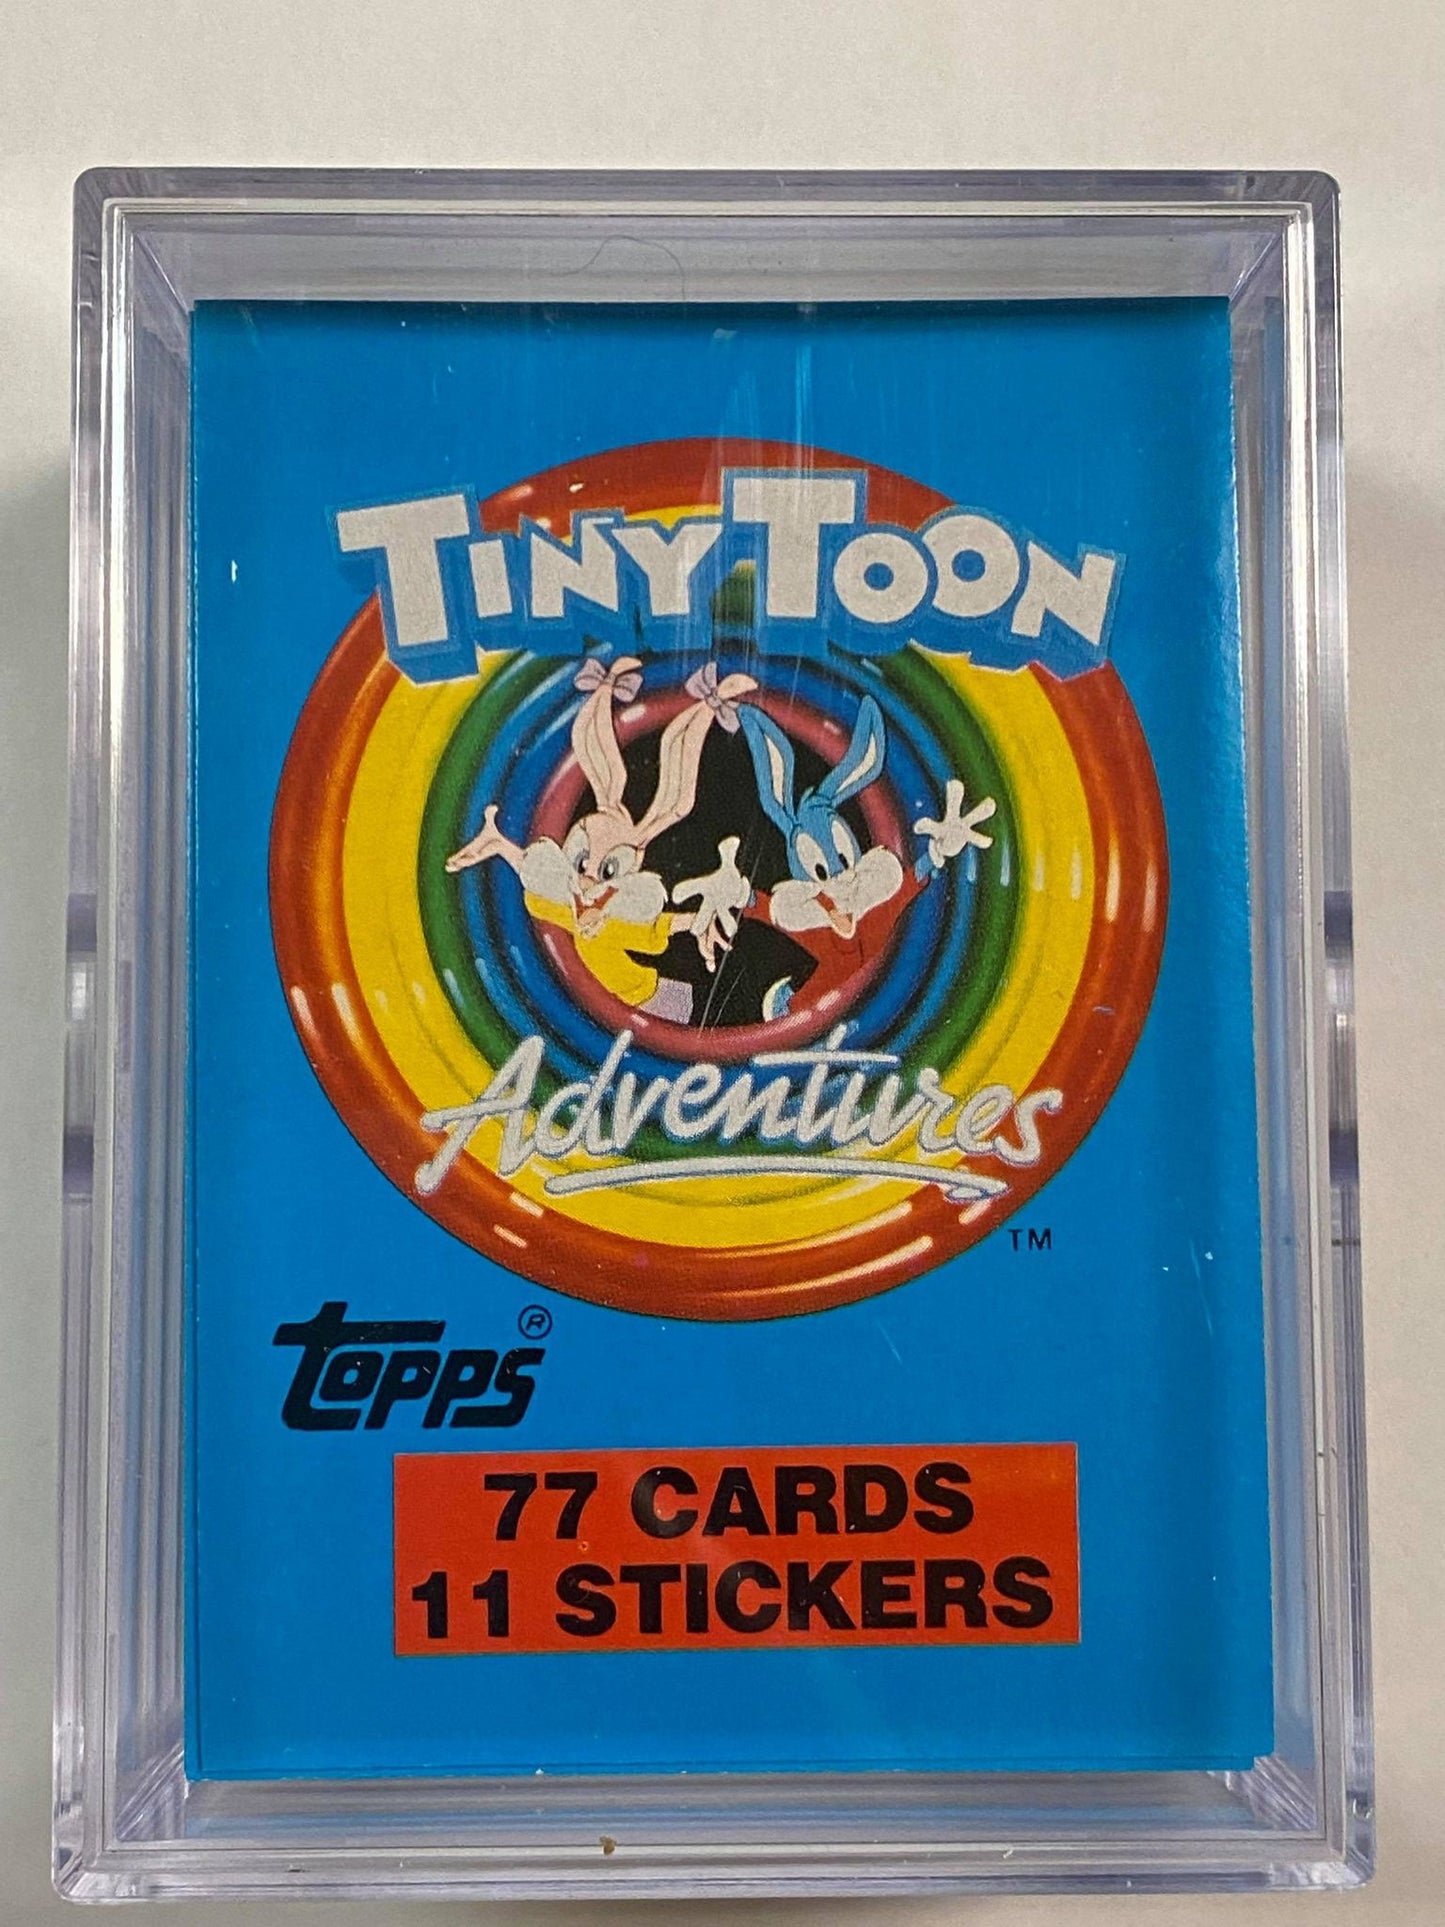 TINY TOON
Adventures
TM
TOPPS®
77 CARDS
11 STICKERS